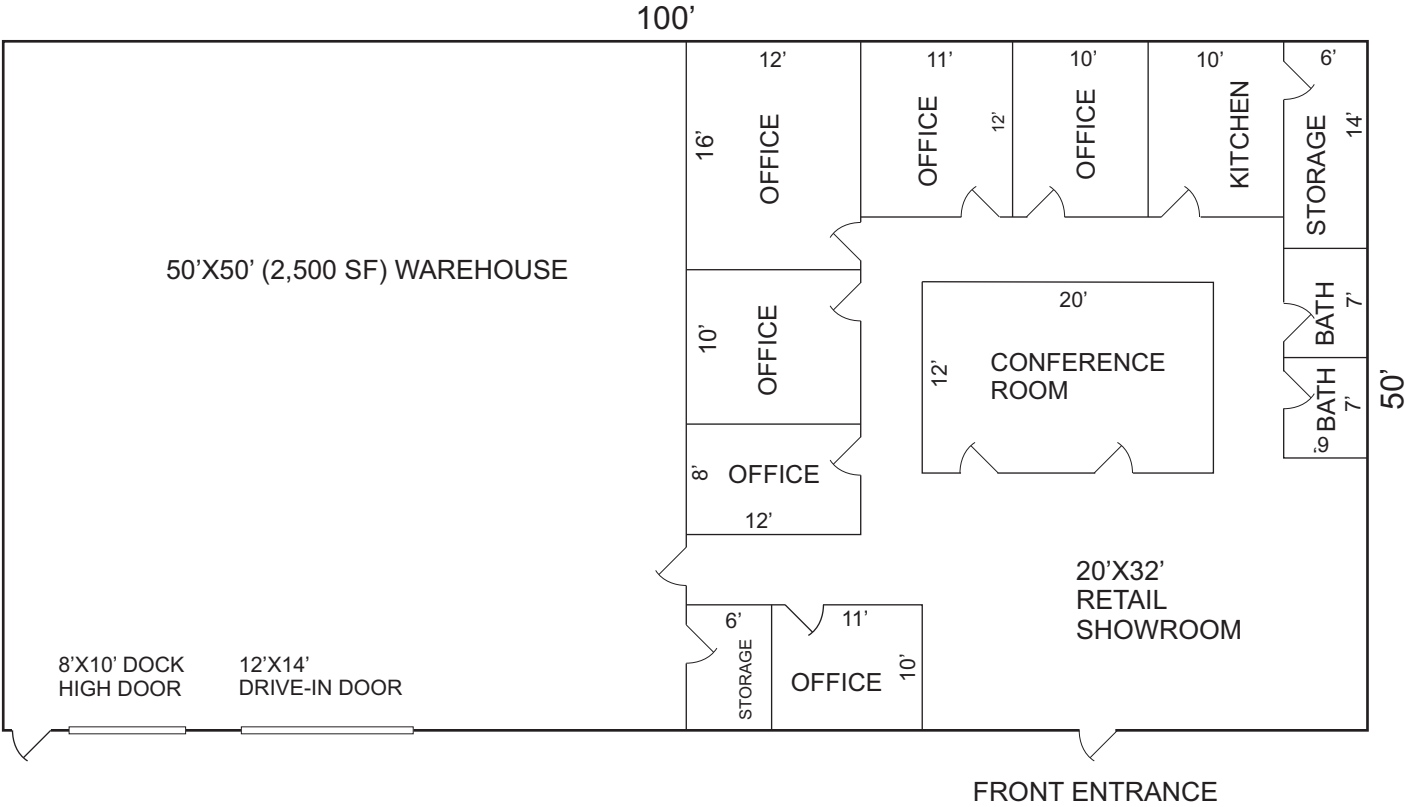 100’
12’
11’
10’
10’
6’
16’
OFFICE
OFFICE
12’
OFFICE
KITCHEN
STORAGE
14’
50’X50’ (2,500 SF) WAREHOUSE
10’
OFFICE
20’
12’
CONFERENCE
ROOM
BATH
7’
BATH
7’
6’
50’
8’
OFFICE
12’
20’X32’
RETAIL
SHOWROOM
6’
STORAGE
11’
OFFICE
10’
8’X10’ DOCK
HIGH DOOR
12’X14’
DRIVE-IN DOOR
FRONT ENTRANCE